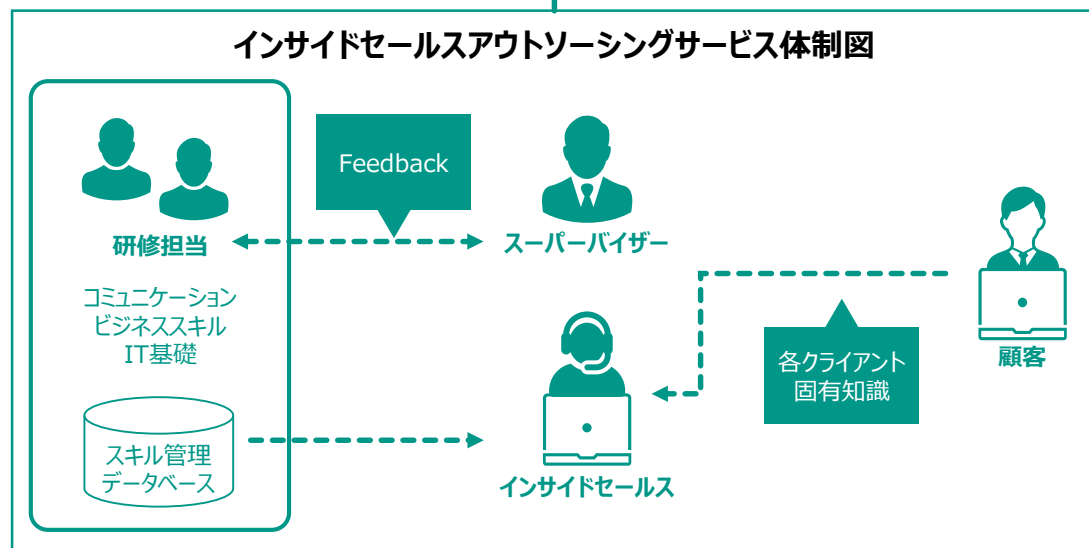 インサイドセールスアウトソーシングサービス体制図
Feedback
研修担当
スーパーバイザー
コミュニケーション
ビジネススキル
IT基礎
各クライアント
固有知識
顧客
スキル管理
データベース
インサイドセールス